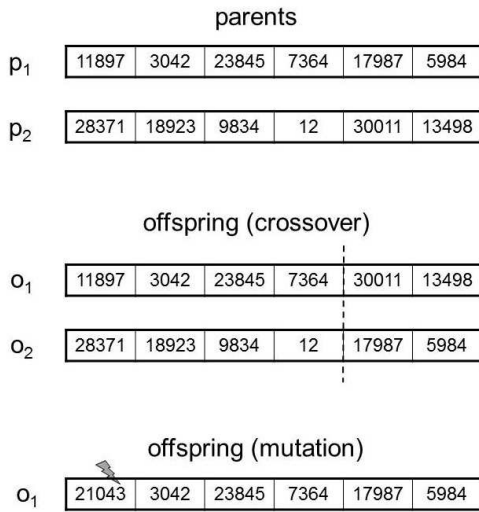 parents
p1 11897 3042 23845 7364 17987 5984
p2 28371 18923 9834 12 30011 13498
offspring (crossover)
o1 11897 3042 23845 7364 30011 13498
o2 28371 18923 9834 12 17987 5984
offspring (mutation)
o1 21043 3042 23845 7364 17987 5984